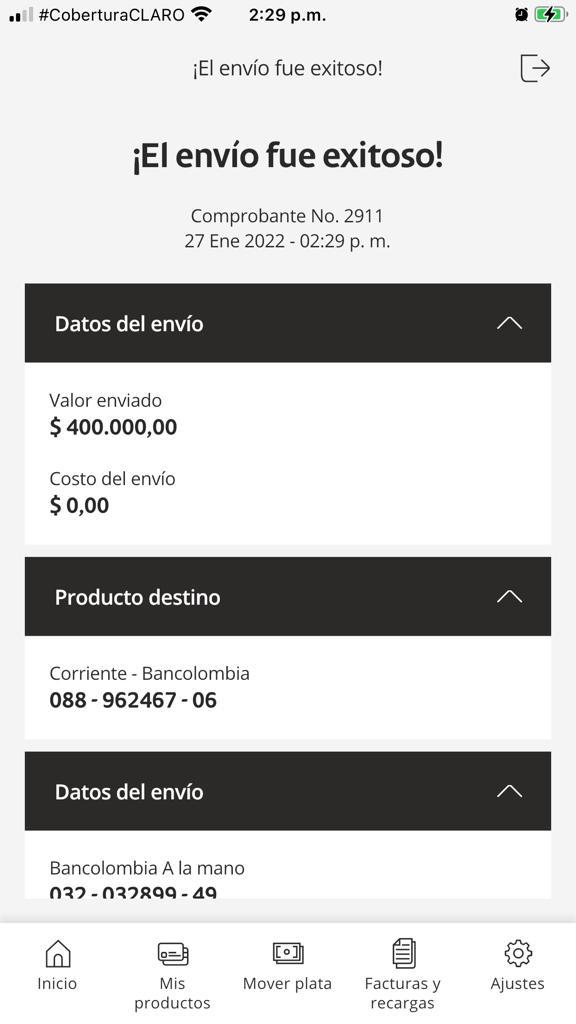 #CoberturaCLARO 2:29 p.m.
¡El envío fue exitoso!
¡El envío fue exitoso!
Comprobante No. 2911
27 Ene 2022 - 02:29 p. m.
Datos del envío
Valor enviado
$ 400.000,00
Costo del envío
$ 0,00
Producto destino
Corriente - Bancolombia
088 - 962467 - 06
Datos del envío
Bancolombia A la mano
032 - 032899 - 49
Inicio
Mis productos
Mover plata
Facturas y recargas
Ajustes